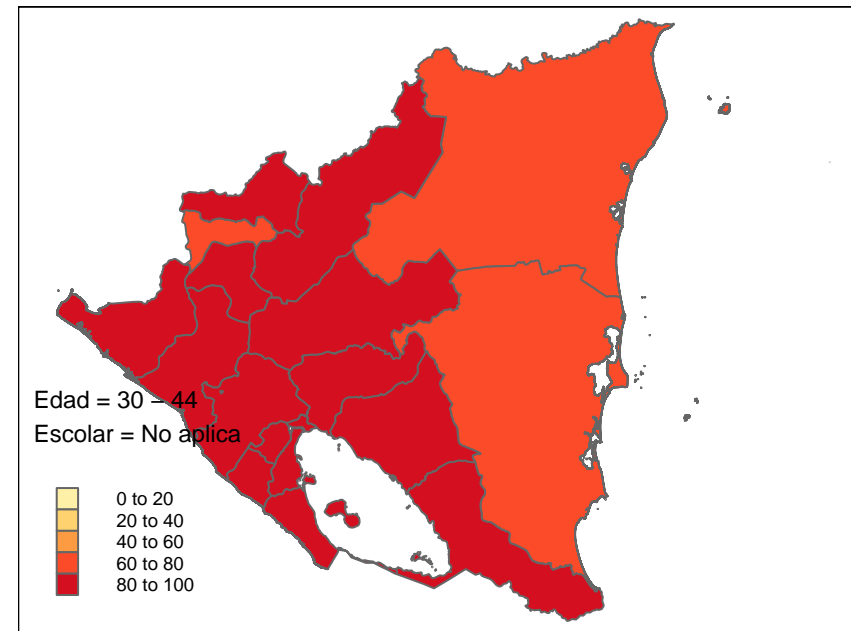 Edad = 30 – 44
Escolar = No aplica
0 to 20
20 to 40
40 to 60
60 to 80
80 to 100